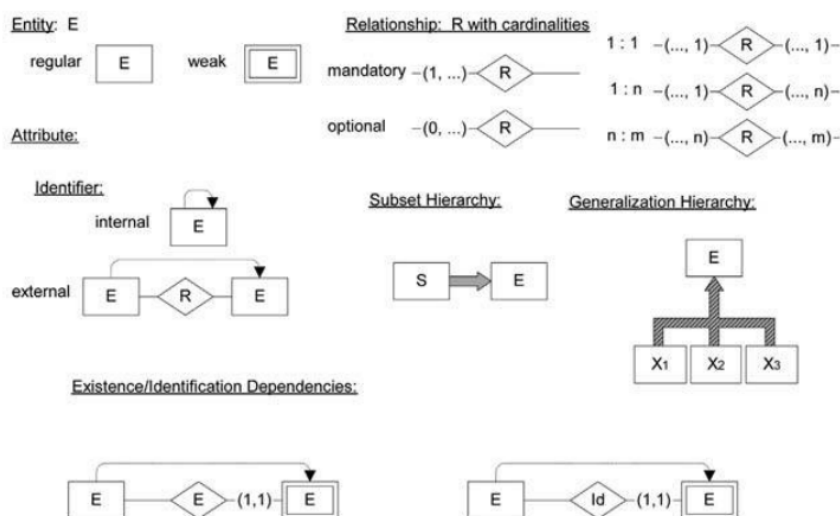 Entity: E
regular E weak E
Relationship: R with cardinalities
mandatory -(1, ...)- R
optional -(0, ...)- R
1 : 1 -(..., 1)- R -(..., 1)-
1 : n -(..., 1)- R -(..., n)-
n : m -(..., n)- R -(..., m)-
Attribute:
Identifier:
internal E
external E R E
Subset Hierarchy:
S E
Generalization Hierarchy:
E
X1 X2 X3
Existence/Identification Dependencies:
E E -(1,1)- E
E Id -(1,1)- E